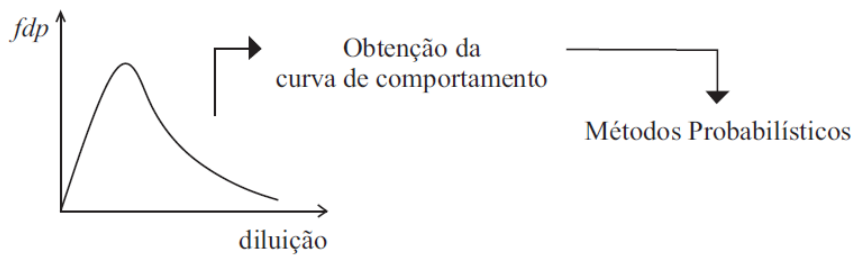 fdp
Obtenção da
curva de comportamento
Métodos Probabilísticos
diluição